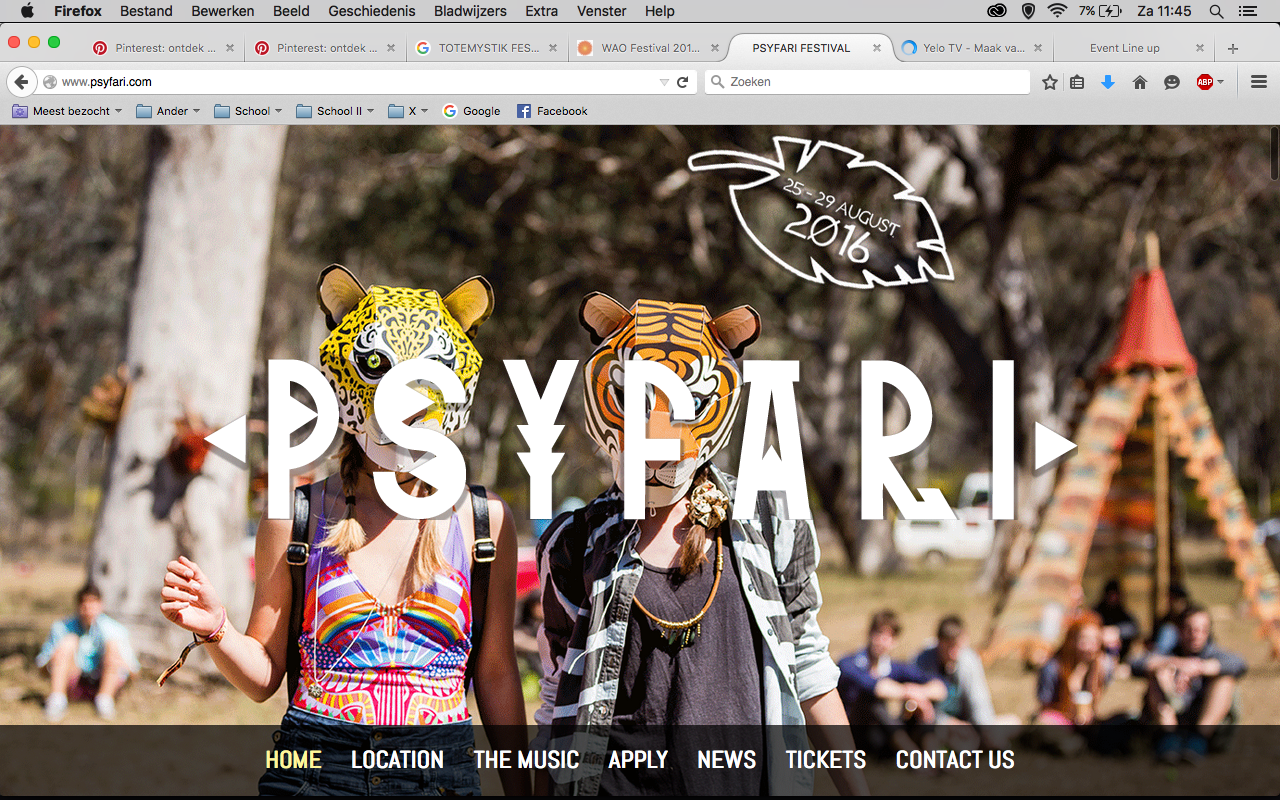 Firefox Bestand Bewerken Beeld Geschiedenis Bladwijzers Extra Venster Help 7% Za 11:45
Pinterest: ontdek ... Pinterest: ontdek ... TOTEMYSTIK FES... WAO Festival 201... PSYFARI FESTIVAL Yelo TV - Maak va... Event Line up
www.psyfari.com Zoeken ABP
Meest bezocht Ander School School II X Google Facebook
25 - 29 AUGUST
2016
PSYFARI
HOME LOCATION THE MUSIC APPLY NEWS TICKETS CONTACT US